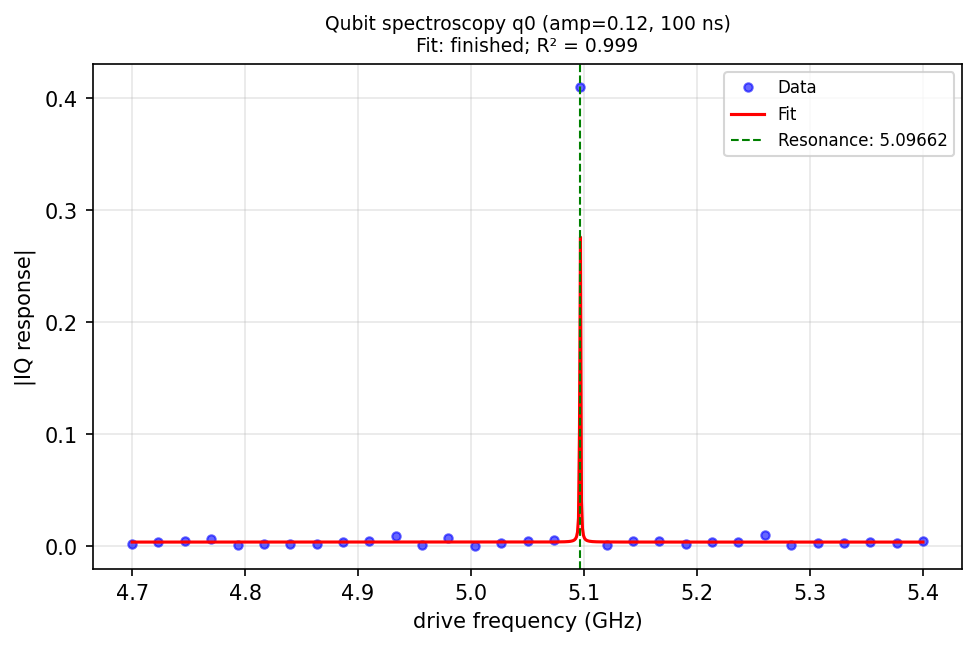 Qubit spectroscopy q0 (amp=0.12, 100 ns)
Fit: finished; R² = 0.999
Data
Fit
Resonance: 5.09662
|IQ response|
0.4
0.3
0.2
0.1
0.0
4.7 4.8 4.9 5.0 5.1 5.2 5.3 5.4
drive frequency (GHz)